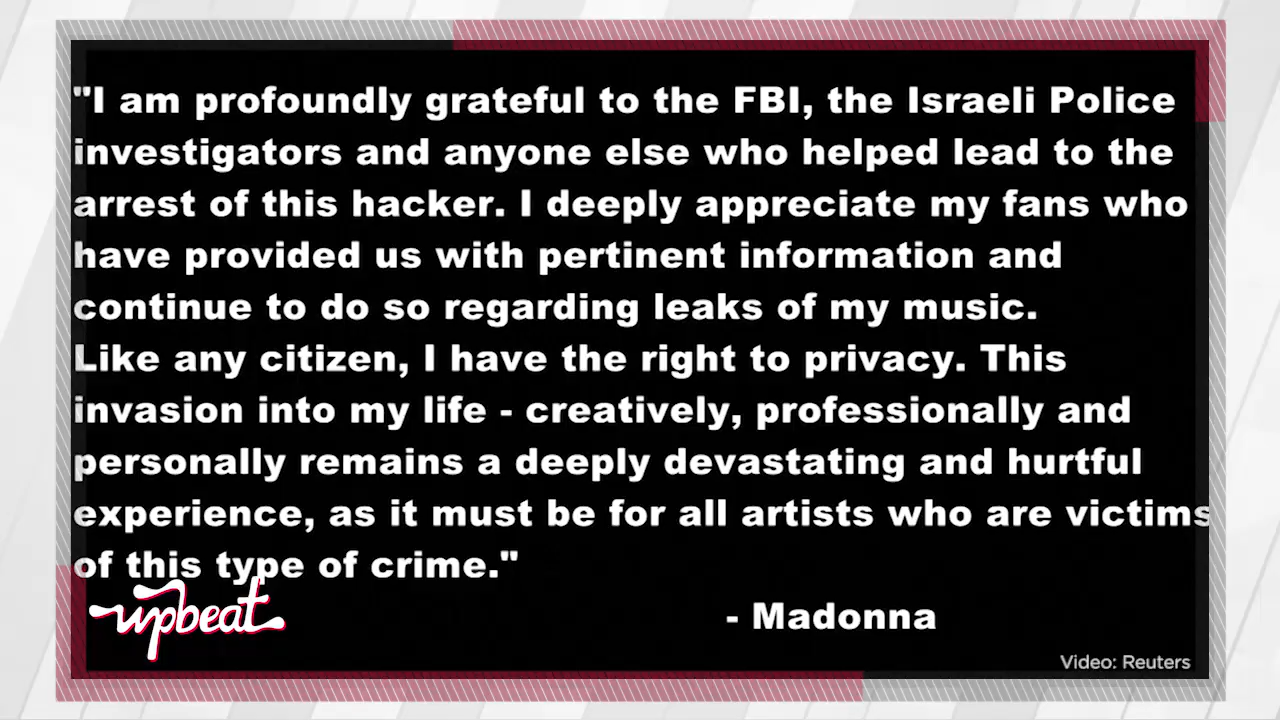 "I am profoundly grateful to the FBI, the Israeli Police
investigators and anyone else who helped lead to the
arrest of this hacker. I deeply appreciate my fans who
have provided us with pertinent information and
continue to do so regarding leaks of my music.
Like any citizen, I have the right to privacy. This
invasion into my life - creatively, professionally and
personally remains a deeply devastating and hurtful
experience, as it must be for all artists who are victims
of this type of crime."
upbeat
- Madonna
Video: Reuters